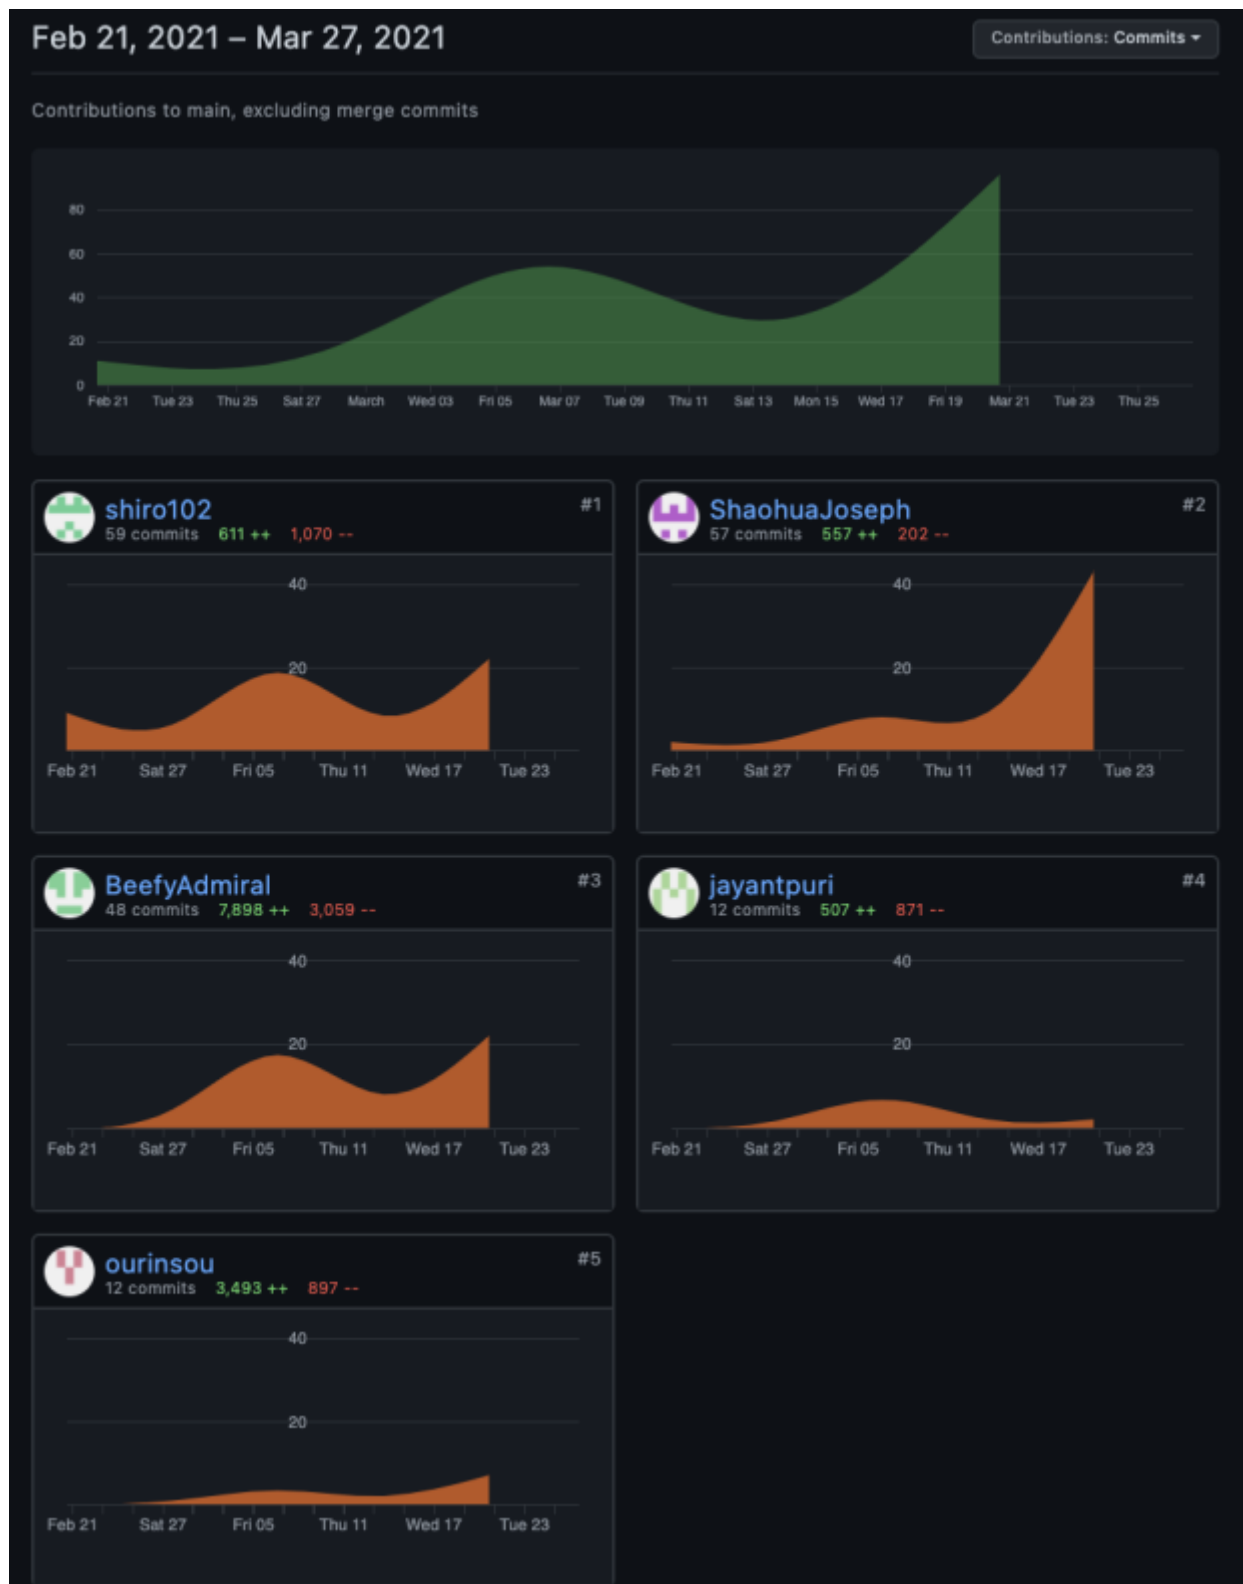 Feb 21, 2021 – Mar 27, 2021
Contributions: Commits
Contributions to main, excluding merge commits
80
60
40
20
0
Feb 21 Tue 23 Thu 25 Sat 27 March Wed 03 Fri 05 Mar 07 Tue 09 Thu 11 Sat 13 Mon 15 Wed 17 Fri 19 Mar 21 Tue 23 Thu 25
shiro102
#1
59 commits 611 ++ 1,070 --
40
20
Feb 21 Sat 27 Fri 05 Thu 11 Wed 17 Tue 23
ShaohuaJoseph
#2
57 commits 557 ++ 202 --
40
20
Feb 21 Sat 27 Fri 05 Thu 11 Wed 17 Tue 23
BeefyAdmiral
#3
48 commits 7,898 ++ 3,059 --
40
20
Feb 21 Sat 27 Fri 05 Thu 11 Wed 17 Tue 23
jayantpuri
#4
12 commits 507 ++ 871 --
40
20
Feb 21 Sat 27 Fri 05 Thu 11 Wed 17 Tue 23
ourinsou
#5
12 commits 3,493 ++ 897 --
40
20
Feb 21 Sat 27 Fri 05 Thu 11 Wed 17 Tue 23